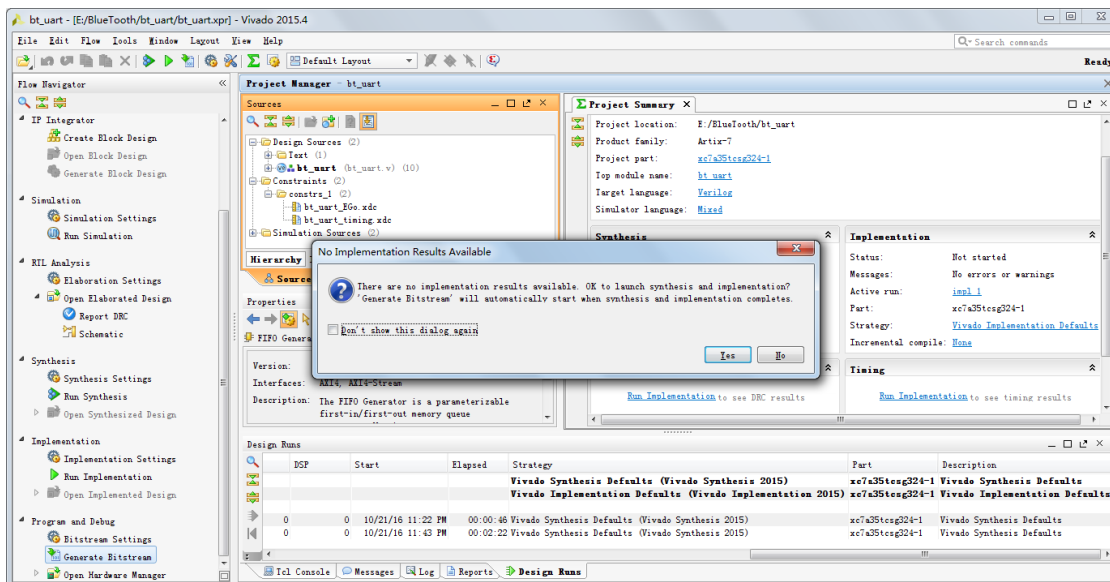 bt_uart - [E:/BlueTooth/bt_uart/bt_uart.xpr] - Vivado 2015.4
File Edit Flow Tools Window Layout View Help
Search commands
Default Layout
Ready
Flow Navigator
IP Integrator
Create Block Design
Open Block Design
Generate Block Design
Simulation
Simulation Settings
Run Simulation
RTL Analysis
Elaboration Settings
Open Elaborated Design
Report DRC
Schematic
Synthesis
Synthesis Settings
Run Synthesis
Open Synthesized Design
Implementation
Implementation Settings
Run Implementation
Open Implemented Design
Program and Debug
Bitstream Settings
Generate Bitstream
Open Hardware Manager
Project Manager - bt_uart
Sources
Design Sources (2)
Text (1)
bt_uart (bt_uart.v) (10)
Constraints (2)
constrs_1 (2)
bt_uart_EGo.xdc
bt_uart_timing.xdc
Simulation Sources (2)
Hierarchy
Source
Properties
FIFO Genera
Version:
Interfaces: AXI4, AXI4-Stream
Description: The FIFO Generator is a parameterizable
first-in/first-out memory queue
Project Summary
Project location: E:/BlueTooth/bt_uart
Product family: Artix-7
Project part: xc7a35tcsg324-1
Top module name: bt_uart
Target language: Verilog
Simulator language: Mixed
Synthesis
Implementation
Status: Not started
Messages: No errors or warnings
Active run: impl_1
Part: xc7a35tcsg324-1
Strategy: Vivado Implementation Defaults
Incremental compile: None
Run Implementation to see DRC results
Timing
Run Implementation to see timing results
No Implementation Results Available
There are no implementation results available. OK to launch synthesis and implementation?
'Generate Bitstream' will automatically start when synthesis and implementation completes.
Don't show this dialog again
Yes No
Design Runs
DSP Start Elapsed Strategy Part Description
Vivado Synthesis Defaults (Vivado Synthesis 2015) xc7a35tcsg324-1 Vivado Synthesis Defaults
Vivado Implementation Defaults (Vivado Implementation 2015) xc7a35tcsg324-1 Vivado Implementation Defaults
0 0 10/21/16 11:22 PM 00:00:46 Vivado Synthesis Defaults (Vivado Synthesis 2015) xc7a35tcsg324-1 Vivado Synthesis Defaults
0 0 10/21/16 11:43 PM 00:02:22 Vivado Synthesis Defaults (Vivado Synthesis 2015) xc7a35tcsg324-1 Vivado Synthesis Defaults
Tcl Console Messages Log Reports Design Runs